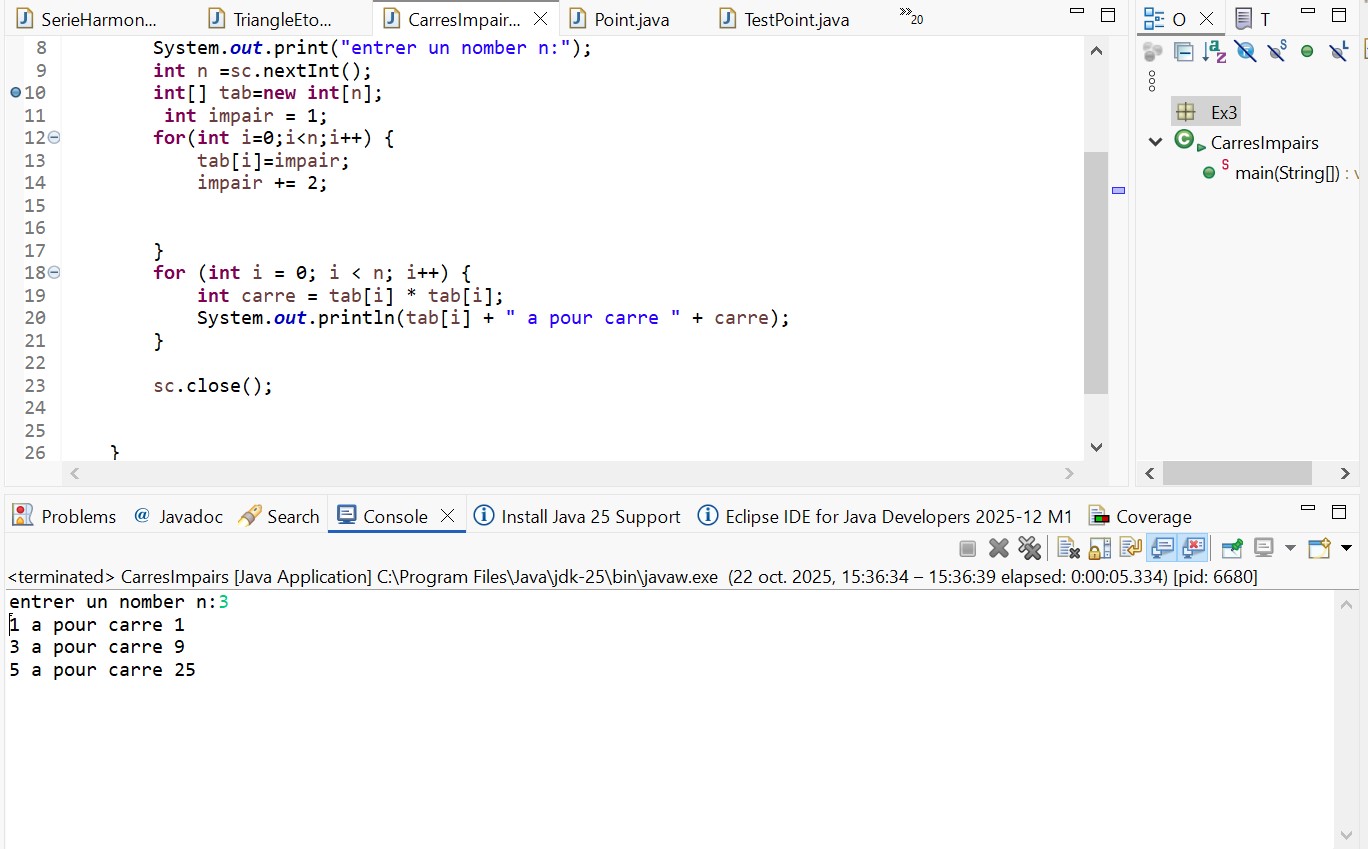 SerieHarmon... TriangleEto... CarresImpair... Point.java TestPoint.java »20 O T
8 System.out.print("entrer un nomber n:");
9 int n =sc.nextInt();
10 int[] tab=new int[n];
11 int impair = 1;
12 for(int i=0;i<n;i++) {
13 tab[i]=impair;
14 impair += 2;
15
16
17 }
18 for (int i = 0; i < n; i++) {
19 int carre = tab[i] * tab[i];
20 System.out.println(tab[i] + " a pour carre " + carre);
21 }
22
23 sc.close();
24
25
26 }
Ex3
CarresImpairs
main(String[]) : v
Problems Javadoc Search Console Install Java 25 Support Eclipse IDE for Java Developers 2025-12 M1 Coverage
<terminated> CarresImpairs [Java Application] C:\Program Files\Java\jdk-25\bin\javaw.exe (22 oct. 2025, 15:36:34 – 15:36:39 elapsed: 0:00:05.334) [pid: 6680]
entrer un nomber n:3
1 a pour carre 1
3 a pour carre 9
5 a pour carre 25